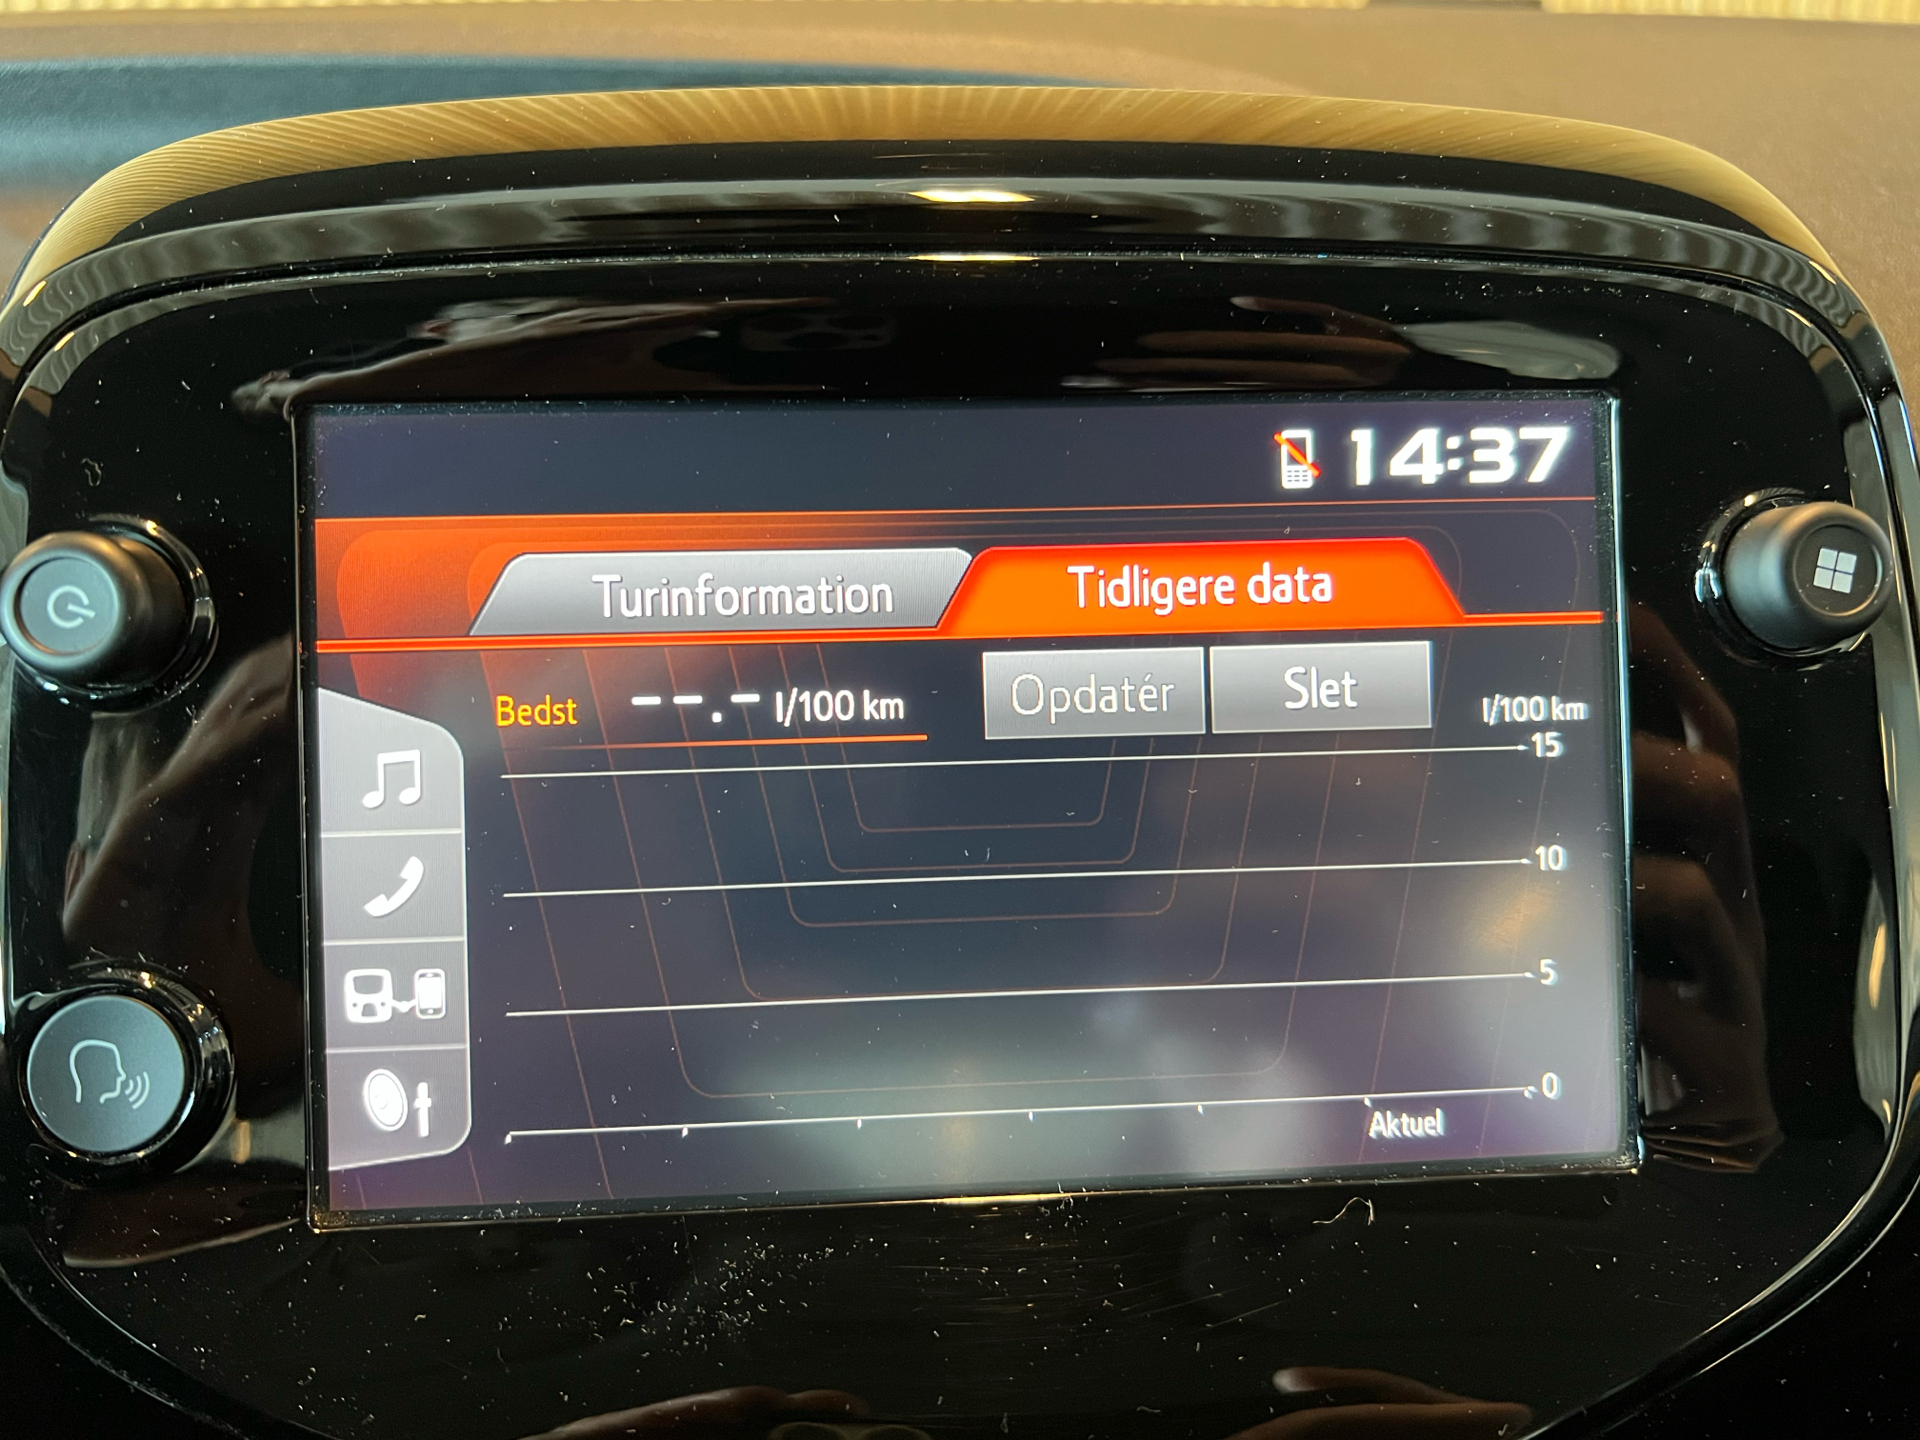 14:37
Turinformation
Tidligere data
Bedst --.- l/100 km
Opdatér
Slet
l/100 km
15
10
5
0
Aktuel